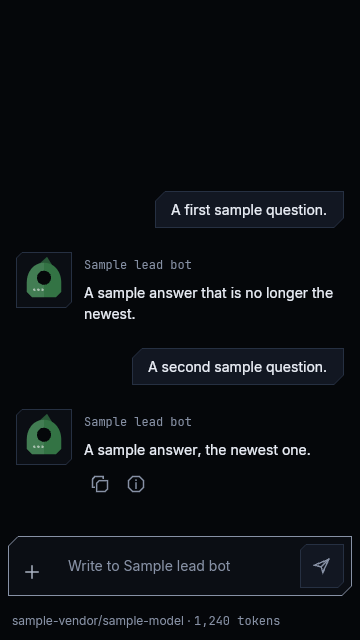 A first sample question.
Sample lead bot
A sample answer that is no longer the
newest.
A second sample question.
Sample lead bot
A sample answer, the newest one.
Write to Sample lead bot
sample-vendor/sample-model · 1,240 tokens